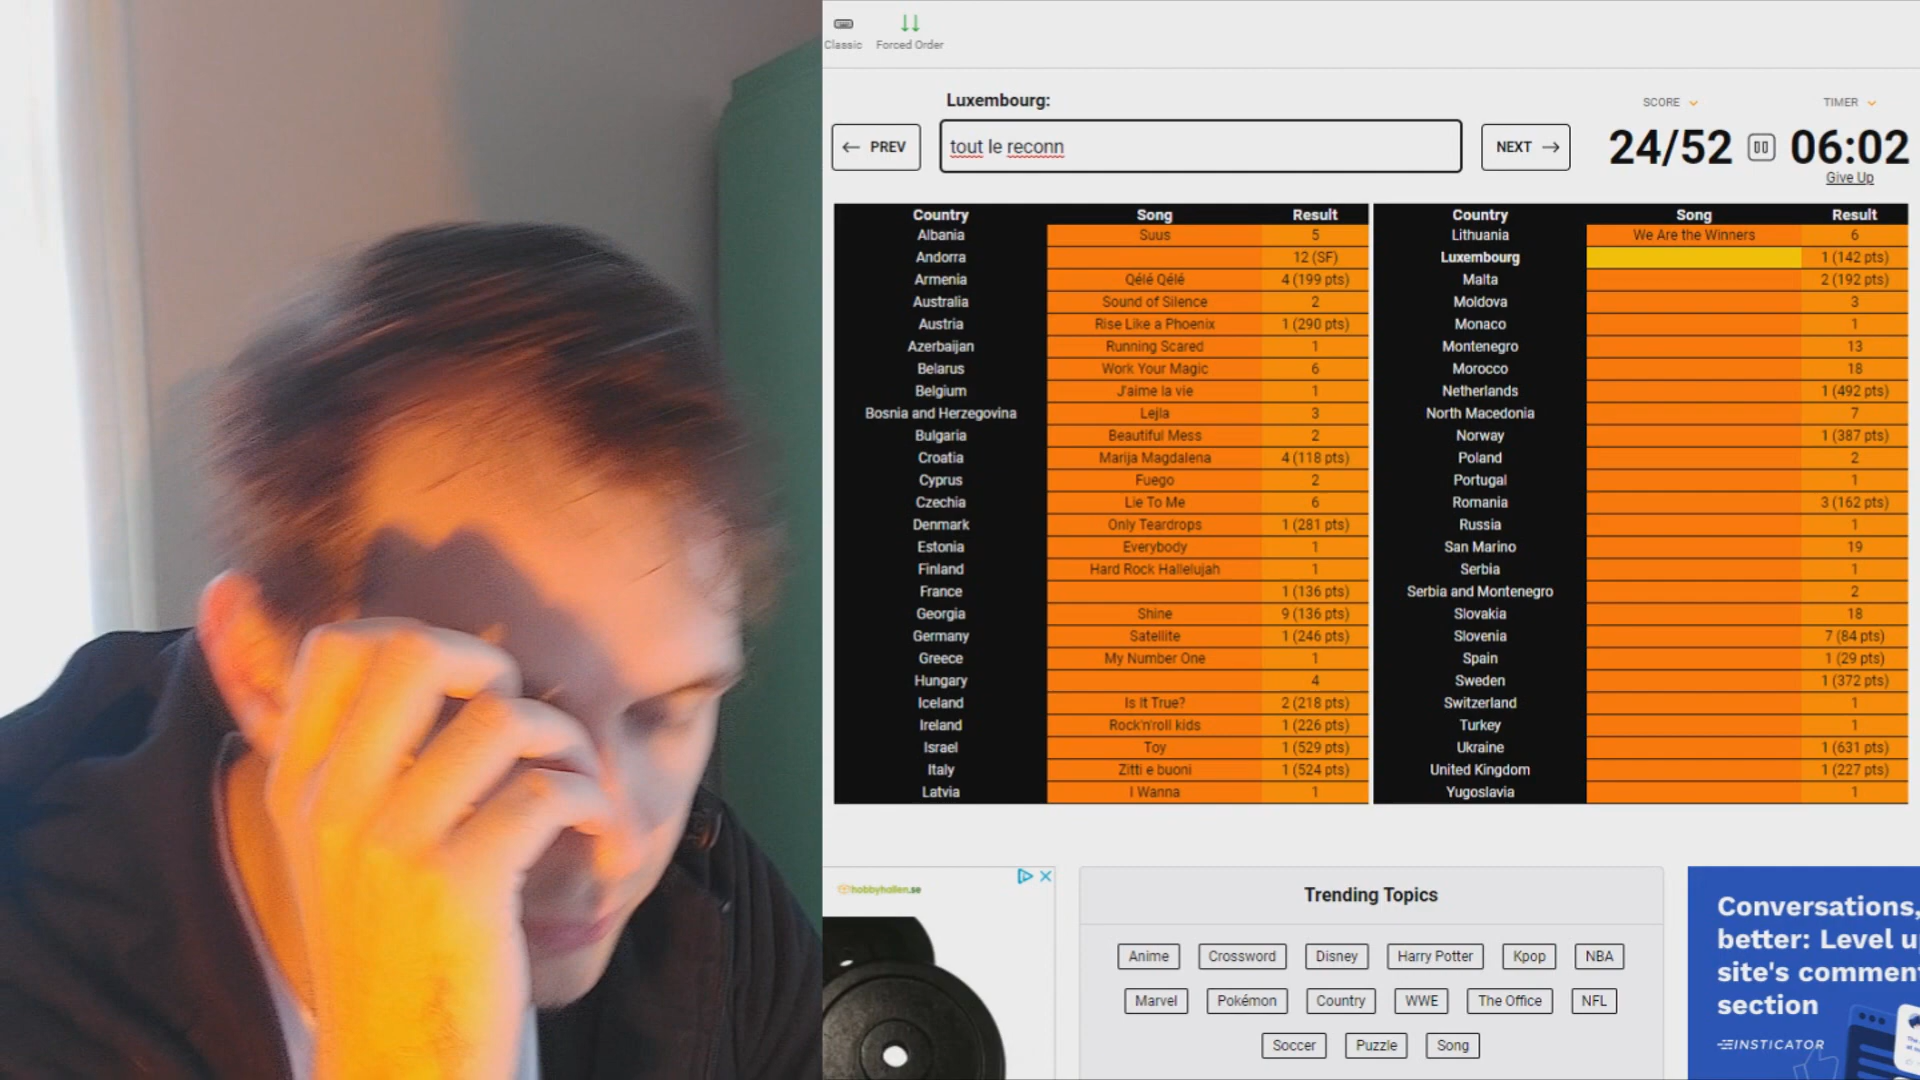 Classic
Forced Order
Luxembourg:
← PREV
tout le reconn
NEXT →
SCORE
24/52
TIMER
06:02
Give Up
Country Song Result
Albania Suus 5
Andorra 12 (SF)
Armenia Qélé Qélé 4 (199 pts)
Australia Sound of Silence 2
Austria Rise Like a Phoenix 1 (290 pts)
Azerbaijan Running Scared 1
Belarus Work Your Magic 6
Belgium J'aime la vie 1
Bosnia and Herzegovina Lejla 3
Bulgaria Beautiful Mess 2
Croatia Marija Magdalena 4 (118 pts)
Cyprus Fuego 2
Czechia Lie To Me 6
Denmark Only Teardrops 1 (281 pts)
Estonia Everybody 1
Finland Hard Rock Hallelujah 1
France 1 (136 pts)
Georgia Shine 9 (136 pts)
Germany Satellite 1 (246 pts)
Greece My Number One 1
Hungary 4
Iceland Is It True? 2 (218 pts)
Ireland Rock'n'roll kids 1 (226 pts)
Israel Toy 1 (529 pts)
Italy Zitti e buoni 1 (524 pts)
Latvia I Wanna 1
Country Song Result
Lithuania We Are the Winners 6
Luxembourg 1 (142 pts)
Malta 2 (192 pts)
Moldova 3
Monaco 1
Montenegro 13
Morocco 18
Netherlands 1 (492 pts)
North Macedonia 7
Norway 1 (387 pts)
Poland 2
Portugal 1
Romania 3 (162 pts)
Russia 1
San Marino 19
Serbia 1
Serbia and Montenegro 2
Slovakia 18
Slovenia 7 (84 pts)
Spain 1 (29 pts)
Sweden 1 (372 pts)
Switzerland 1
Turkey 1
Ukraine 1 (631 pts)
United Kingdom 1 (227 pts)
Yugoslavia 1
hobbyhallen.se
Trending Topics
Anime Crossword Disney Harry Potter Kpop NBA
Marvel Pokémon Country WWE The Office NFL
Soccer Puzzle Song
Conversations,
better: Level u
site's commen
section
INSTICATOR